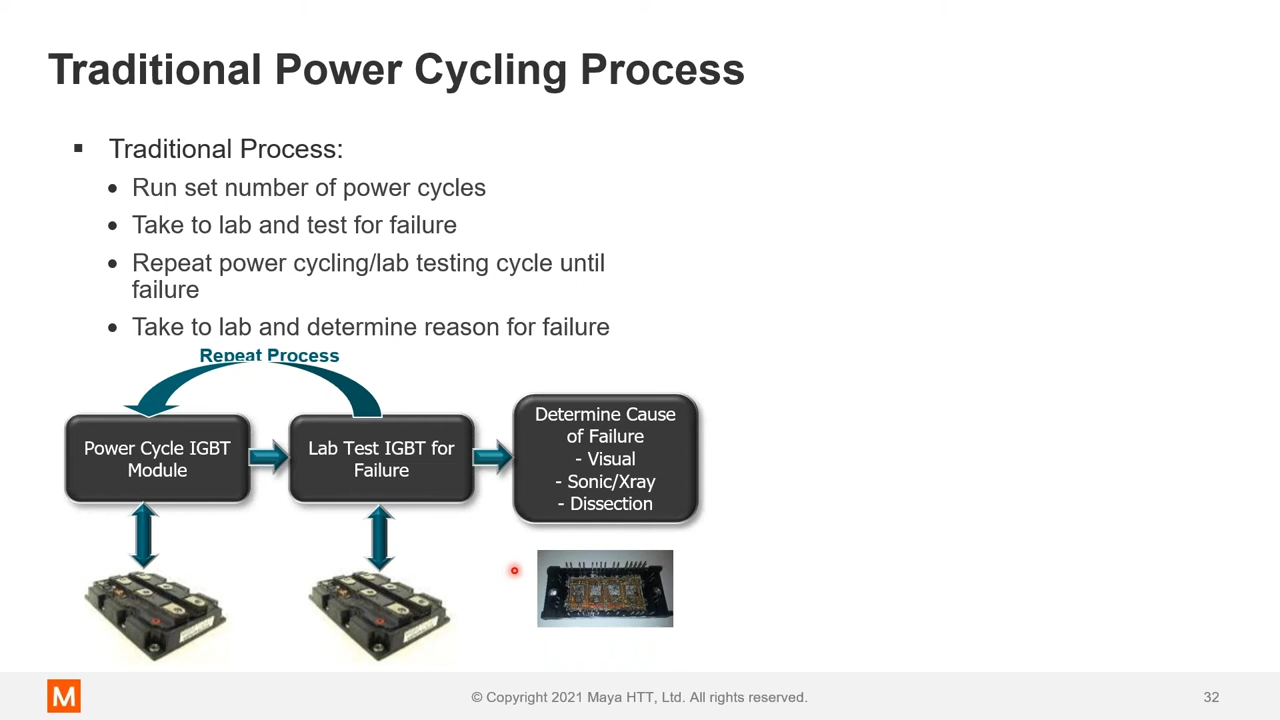 Traditional Power Cycling Process
▪ Traditional Process:
• Run set number of power cycles
• Take to lab and test for failure
• Repeat power cycling/lab testing cycle until
failure
• Take to lab and determine reason for failure
Repeat Process
Power Cycle IGBT
Module
Lab Test IGBT for
Failure
Determine Cause
of Failure
- Visual
- Sonic/Xray
- Dissection
M
© Copyright 2021 Maya HTT, Ltd. All rights reserved.
32